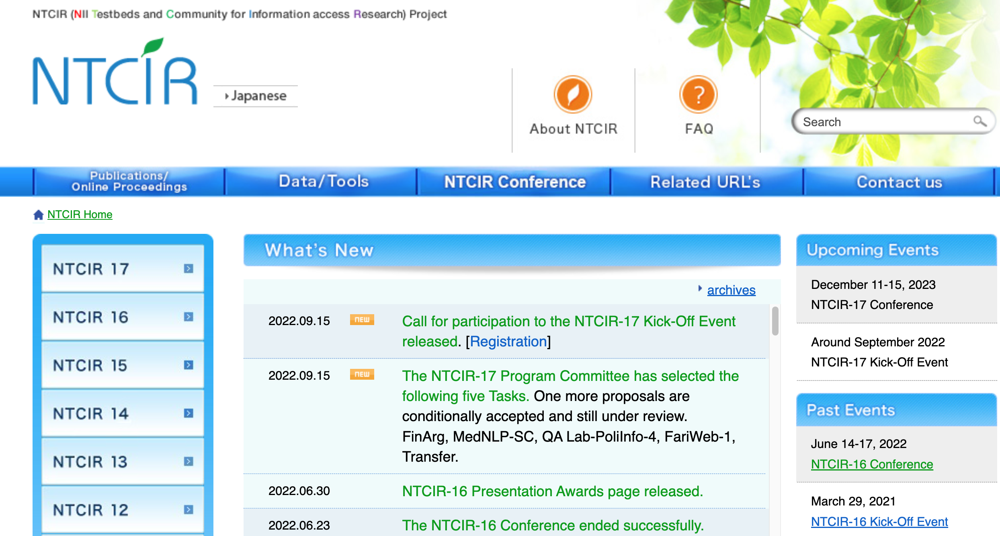 NTCIR (NII Testbeds and Community for Information access Research) Project
NTCIR
Japanese
About NTCIR
FAQ
Search
Publications/
Online Proceedings
Data/Tools
NTCIR Conference
Related URL's
Contact us
NTCIR Home
NTCIR 17
NTCIR 16
NTCIR 15
NTCIR 14
NTCIR 13
NTCIR 12
What's New
archives
2022.09.15 NEW Call for participation to the NTCIR-17 Kick-Off Event
released. [Registration]
2022.09.15 NEW The NTCIR-17 Program Committee has selected the
following five Tasks. One more proposals are
conditionally accepted and still under review.
FinArg, MedNLP-SC, QA Lab-PoliInfo-4, FariWeb-1,
Transfer.
2022.06.30 NTCIR-16 Presentation Awards page released.
2022.06.23 The NTCIR-16 Conference ended successfully.
Upcoming Events
December 11-15, 2023
NTCIR-17 Conference
Around September 2022
NTCIR-17 Kick-Off Event
Past Events
June 14-17, 2022
NTCIR-16 Conference
March 29, 2021
NTCIR-16 Kick-Off Event